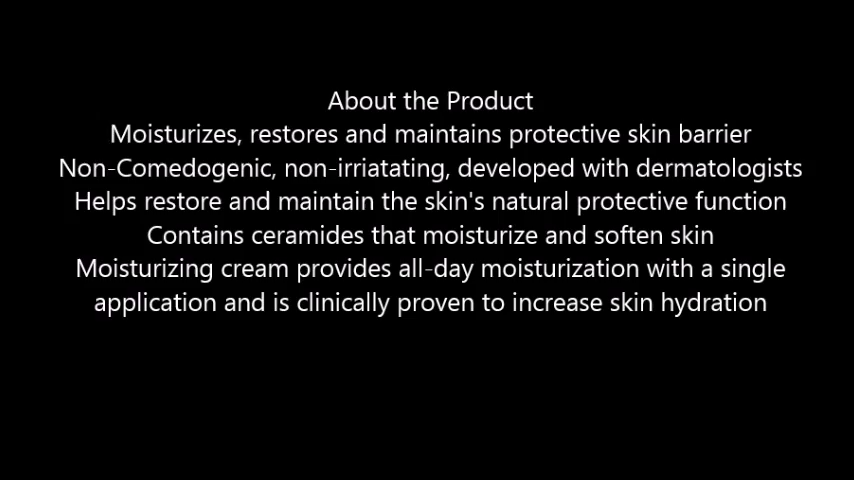 About the Product
Moisturizes, restores and maintains protective skin barrier
Non-Comedogenic, non-irriatating, developed with dermatologists
Helps restore and maintain the skin's natural protective function
Contains ceramides that moisturize and soften skin
Moisturizing cream provides all-day moisturization with a single
application and is clinically proven to increase skin hydration